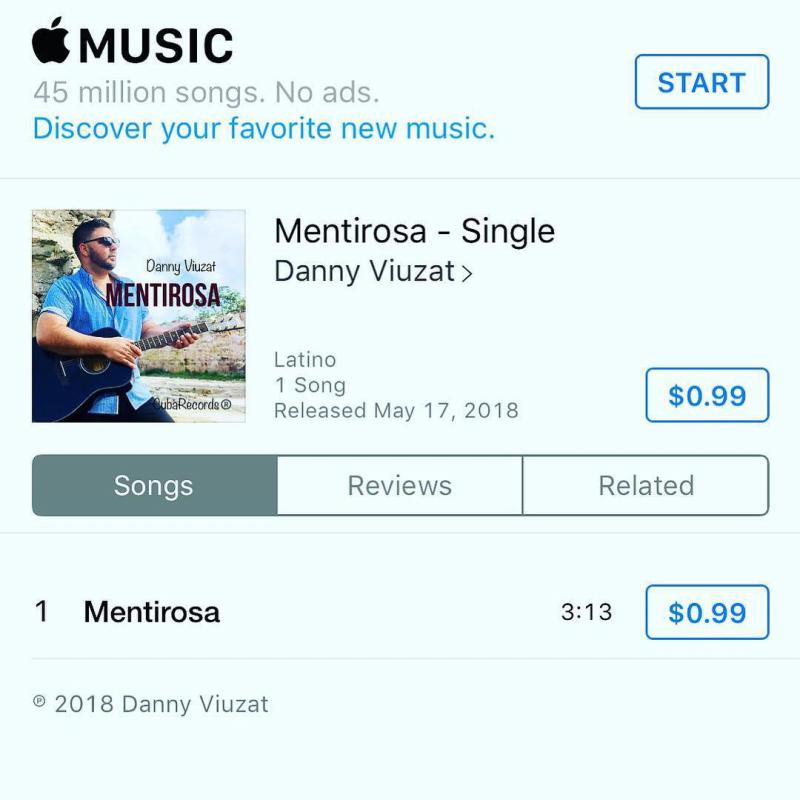 MUSIC
45 million songs. No ads.
Discover your favorite new music.
START
Danny Viuzat
MENTIROSA
CubaRecords®
Mentirosa - Single
Danny Viuzat >
Latino
1 Song
Released May 17, 2018
$0.99
Songs
Reviews
Related
1 Mentirosa 3:13 $0.99
℗ 2018 Danny Viuzat